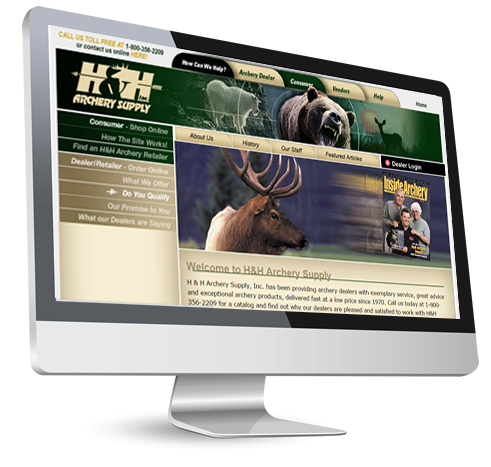 CALL US TOLL FREE AT 1-800-356-2209
or contact us online HERE!
How Can We Help?
Archery Dealer
Consumer
Vendors
Help
Home
H&H Inc.
ARCHERY SUPPLY
Consumer - Shop Online
How The Site Works!
Find an H&H Archery Retailer
Dealer/Retailer - Order Online
What We Offer
Do You Qualify
Our Promise to You
What our Dealers are Saying
About Us
History
Our Staff
Featured Articles
Dealer Login
Inside Archery
Welcome to H&H Archery Supply
H & H Archery Supply, Inc. has been providing archery dealers with exemplary service, great advice
and exceptional archery products, delivered fast at a low price since 1970. Call us today at 1-800-
356-2209 for a catalog and find out why our dealers are pleased and satisfied to work with H&H